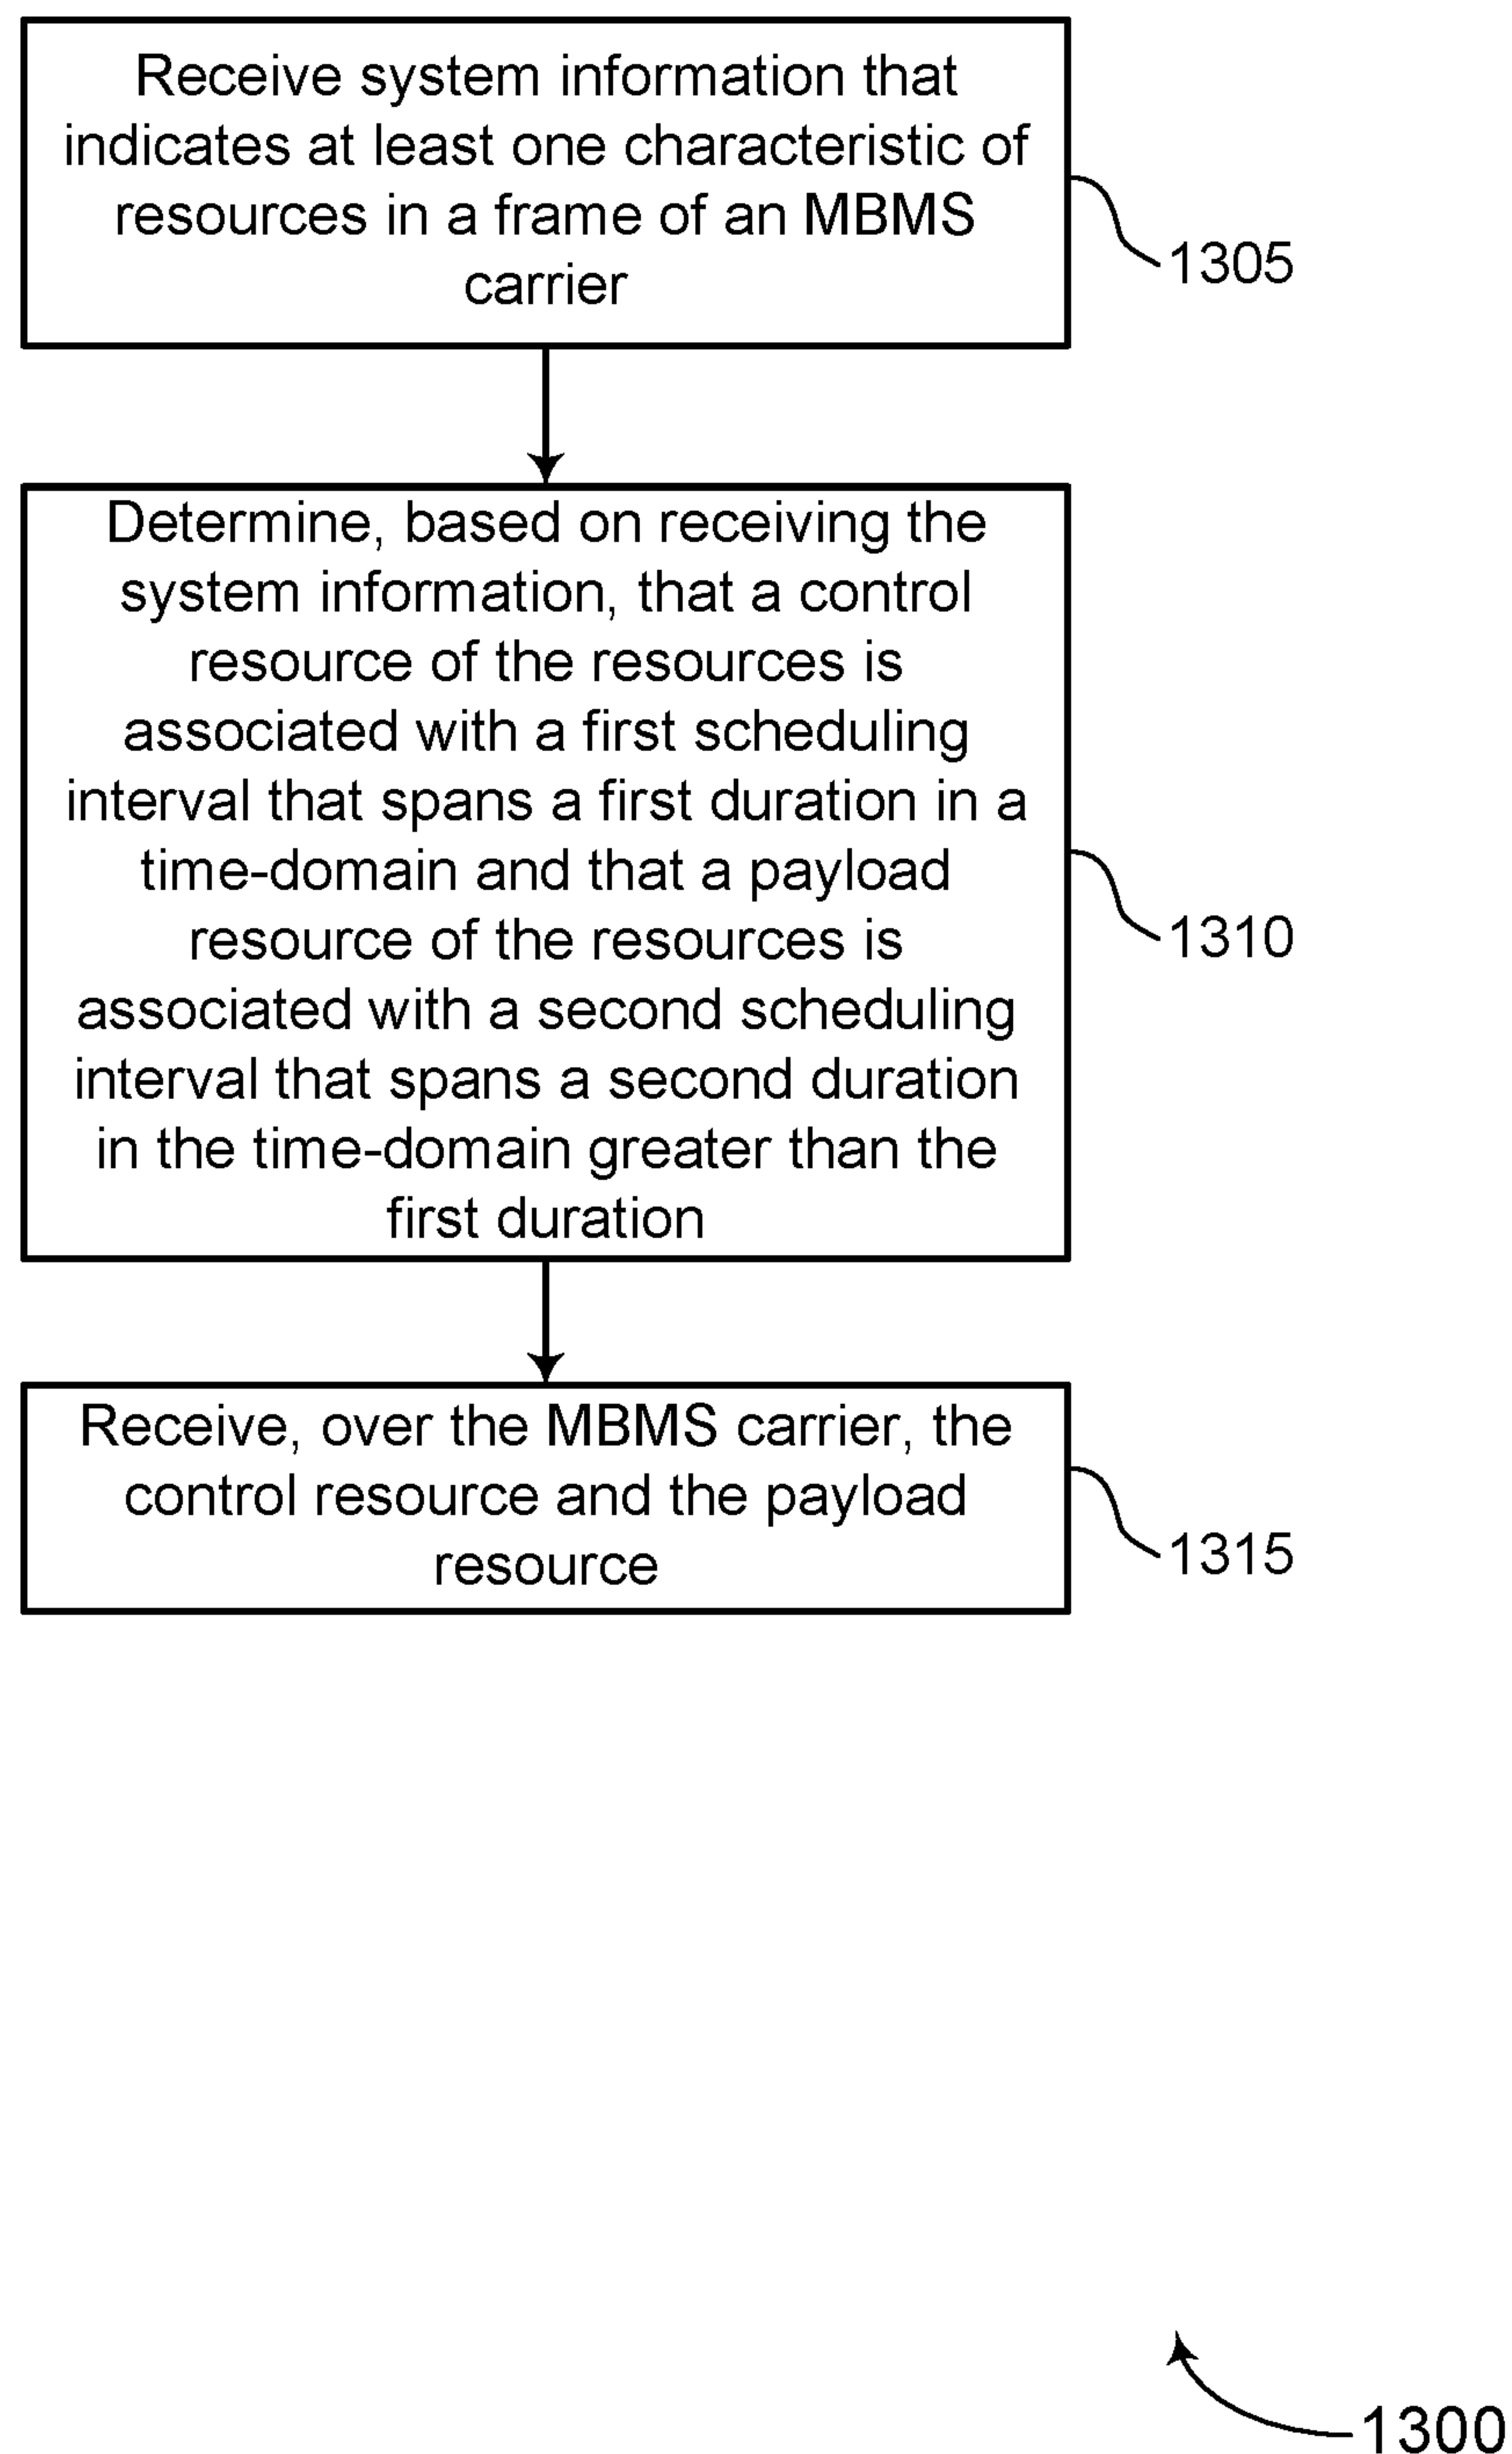 Receive system information that
indicates at least one characteristic of
resources in a frame of an MBMS
carrier
1305
Determine, based on receiving the
system information, that a control
resource of the resources is
associated with a first scheduling
interval that spans a first duration in a
time-domain and that a payload
resource of the resources is
associated with a second scheduling
interval that spans a second duration
in the time-domain greater than the
first duration
1310
Receive, over the MBMS carrier, the
control resource and the payload
resource
1315
1300